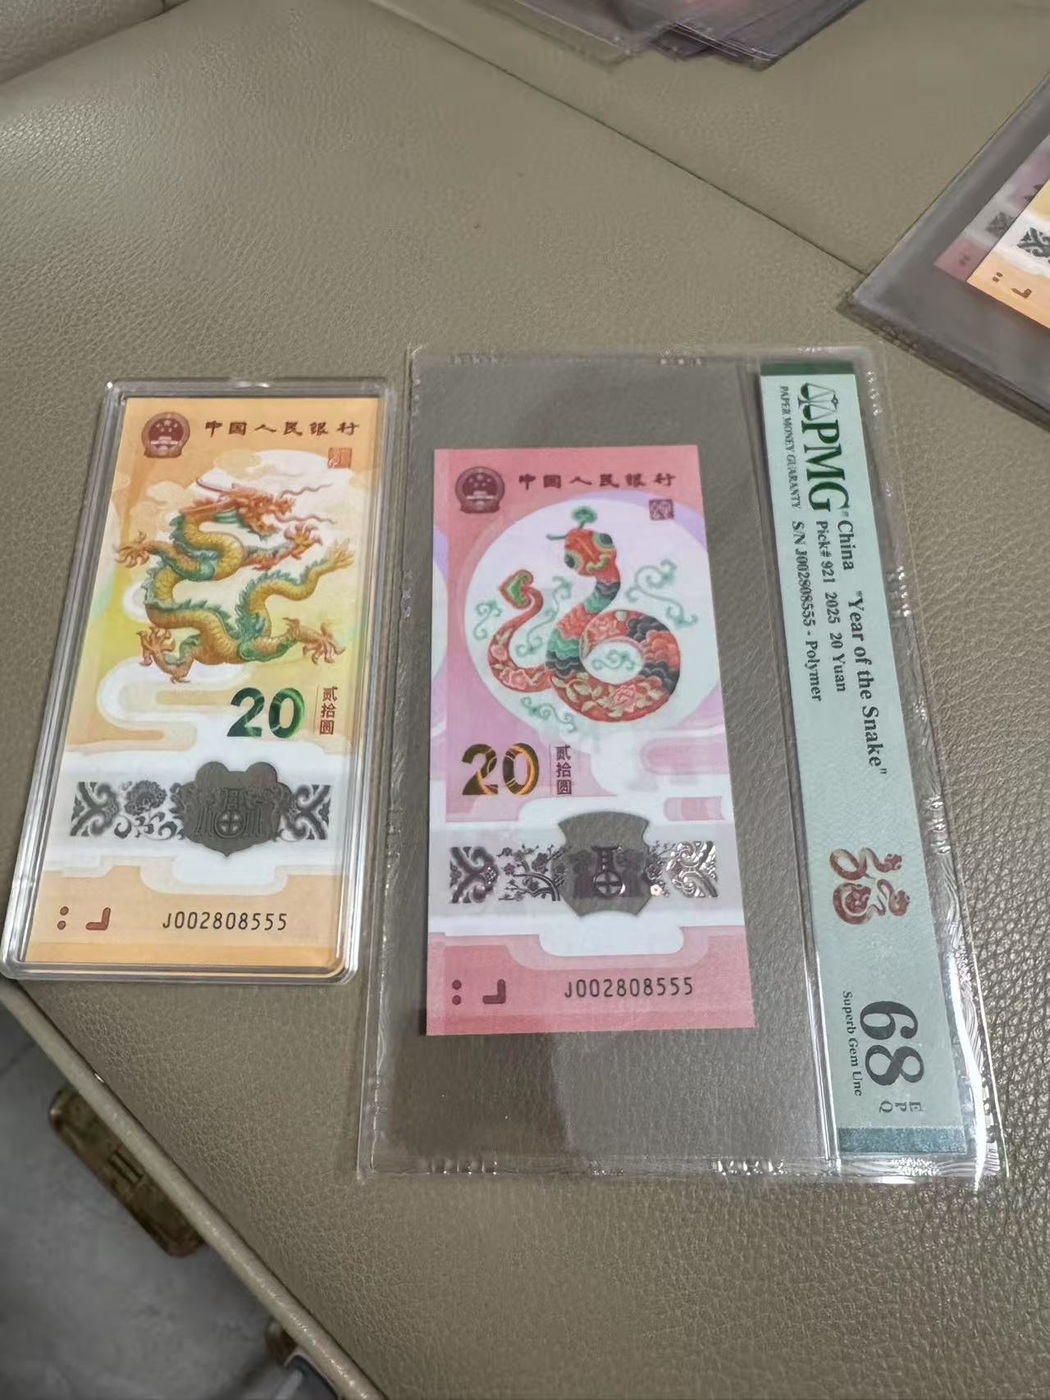 中国人民银行
20
贰拾圆
J002808555
中国人民银行
20
贰拾圆
J002808555
PMG
PAPER MONEY GUARANTY
China "Year of the Snake"
Pick# 921 2025 20 Yuan
S/N J002808555 - Polymer
68
EPQ
Superb Gem Unc